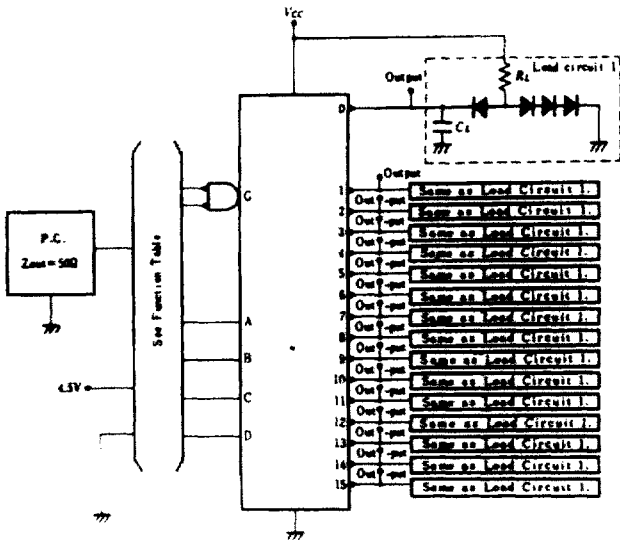 Vcc
Load circuit 1
RL
Output
0
CL
Output
G
P.G.
Zout=50Ω
See Function Table
A
B
4.5V
C
D
1 Same as Load Circuit 1.
Out -put
2 Same as Load Circuit 1.
Out -put
3 Same as Load Circuit 1.
Out -put
4 Same as Load Circuit 1.
Out -put
5 Same as Load Circuit 1.
Out -put
6 Same as Load Circuit 1.
Out -put
7 Same as Load Circuit 1.
Out -put
8 Same as Load Circuit 1.
Out -put
9 Same as Load Circuit 1.
Out -put
10 Same as Load Circuit 1.
Out -put
11 Same as Load Circuit 1.
Out -put
12 Same as Load Circuit 1.
Out -put
13 Same as Load Circuit 1.
Out -put
14 Same as Load Circuit 1.
Out -put
15 Same as Load Circuit 1.